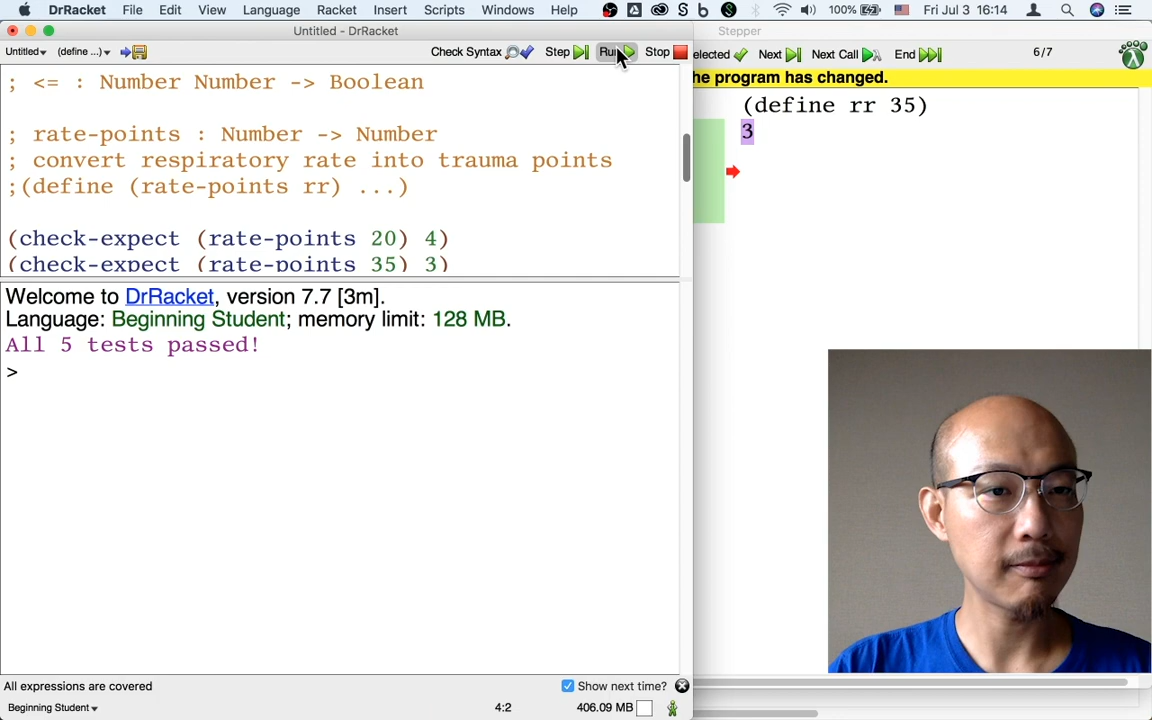 DrRacket File Edit View Insert Language Racket Scripts Windows Help 100% Fri Jul 3 16:14
Untitled - DrRacket
Stepper
Untitled (define ...) Check Syntax Step Run Stop
elected Next Next Call End 6/7
he program has changed.
; <= : Number Number -> Boolean
; rate-points : Number -> Number
; convert respiratory rate into trauma points
;(define (rate-points rr) ...)
(check-expect (rate-points 20) 4)
(check-expect (rate-points 35) 3)
(define rr 35)
3
Welcome to DrRacket, version 7.7 [3m].
Language: Beginning Student; memory limit: 128 MB.
All 5 tests passed!
>
All expressions are covered
Show next time?
Beginning Student
4:2
406.09 MB